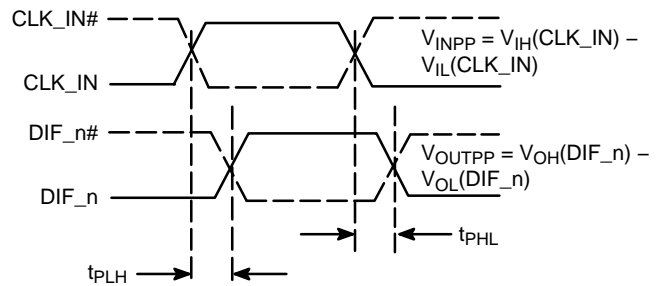 CLK_IN#
CLK_IN
V_INPP = V_IH(CLK_IN) −
V_IL(CLK_IN)
DIF_n#
DIF_n
V_OUTPP = V_OH(DIF_n) −
V_OL(DIF_n)
t_PHL
t_PLH